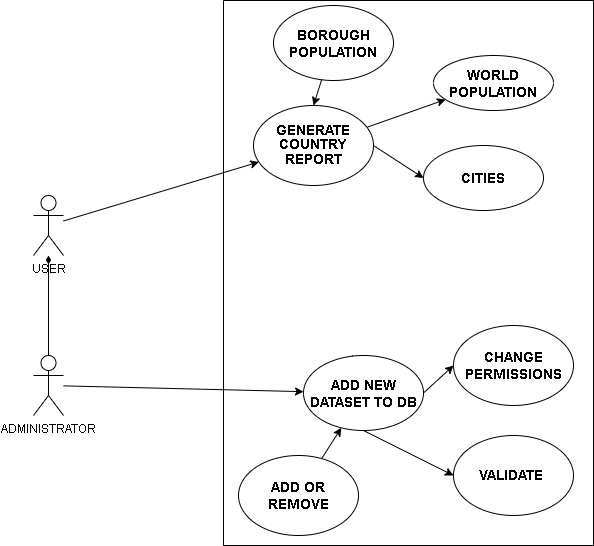 BOROUGH
POPULATION
WORLD
POPULATION
GENERATE
COUNTRY
REPORT
CITIES
USER
CHANGE
PERMISSIONS
ADD NEW
DATASET TO DB
ADMINISTRATOR
VALIDATE
ADD OR
REMOVE